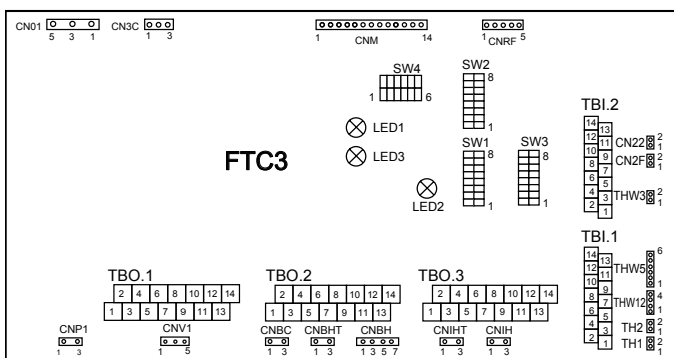 CN01
5 3 1
CN3C
1 3
1 CNM 14
CNRF
1 5
SW4
1 6
SW2
8
1
LED1
LED3
FTC3
LED2
SW1
8
1
SW3
8
1
TBI.2
14 13
12 11
10 9
8 7
6 5
4 3
2 1
CN22 2
1
CN2F 2
1
THW3 2
1
TBI.1
14 13
12 11
10 9
8 7
6 5
4 3
2 1
THW5 6
1
THW12 4
1
TH2 2
1
TH1 2
1
TBO.1
2 4 6 8 10 12 14
1 3 5 7 9 11 13
TBO.2
2 4 6 8 10 12 14
1 3 5 7 9 11 13
TBO.3
2 4 6 8 10 12 14
1 3 5 7 9 11 13
CNP1
1 3
CNV1
1 5
CNBC
1 3
CNBHT
1 3
CNBH
1 3 5 7
CNIHT
1 3
CNIH
1 3